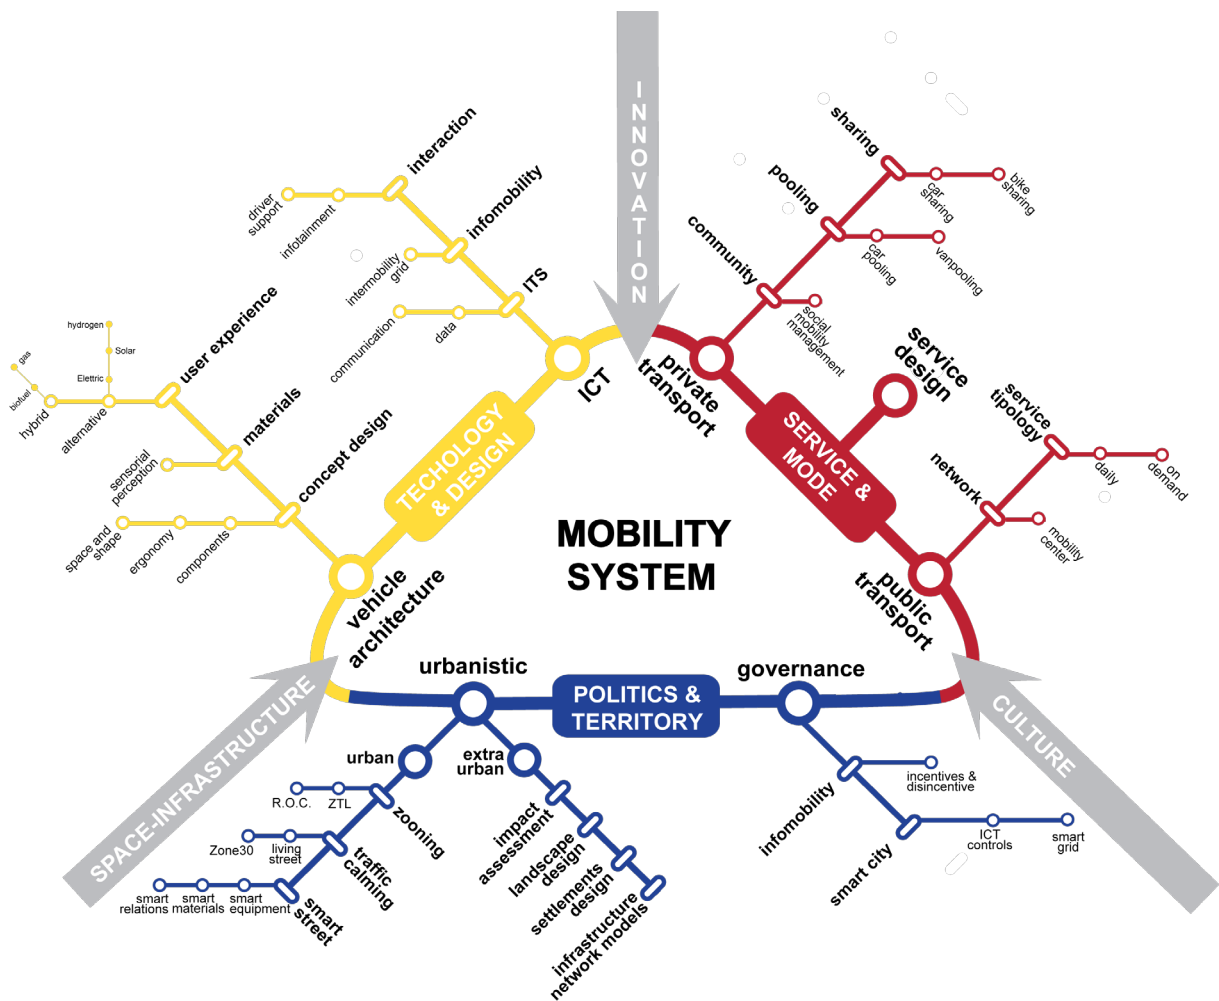 INNOVATION
interaction
driver
support
infotainment
infomobility
intermobility
grid
ITS
communication
data
ICT
user experience
hydrogen
Solar
Elettric
gas
biofuel
hybrid
alternative
materials
sensorial
perception
concept design
space and
shape
ergonomy
components
vehicle
architecture
TECHOLOGY
& DESIGN
sharing
car
sharing
bike
sharing
pooling
car
pooling
vanpooling
community
social
mobility
management
private
transport
service
design
SERVICE &
MODE
service
tipology
daily
on
demand
network
mobility
center
public
transport
MOBILITY
SYSTEM
SPACE-INFRASTRUCTURE
CULTURE
urbanistic
POLITICS &
TERRITORY
governance
urban
extra
urban
R.O.C.
ZTL
zooning
Zone30
living
street
traffic
calming
smart
relations
smart
materials
smart
equipment
smart
street
impact
assessment
landscape
design
settlements
design
infrastructure
network models
infomobility
incentives &
disincentive
smart city
ICT
controls
smart
grid